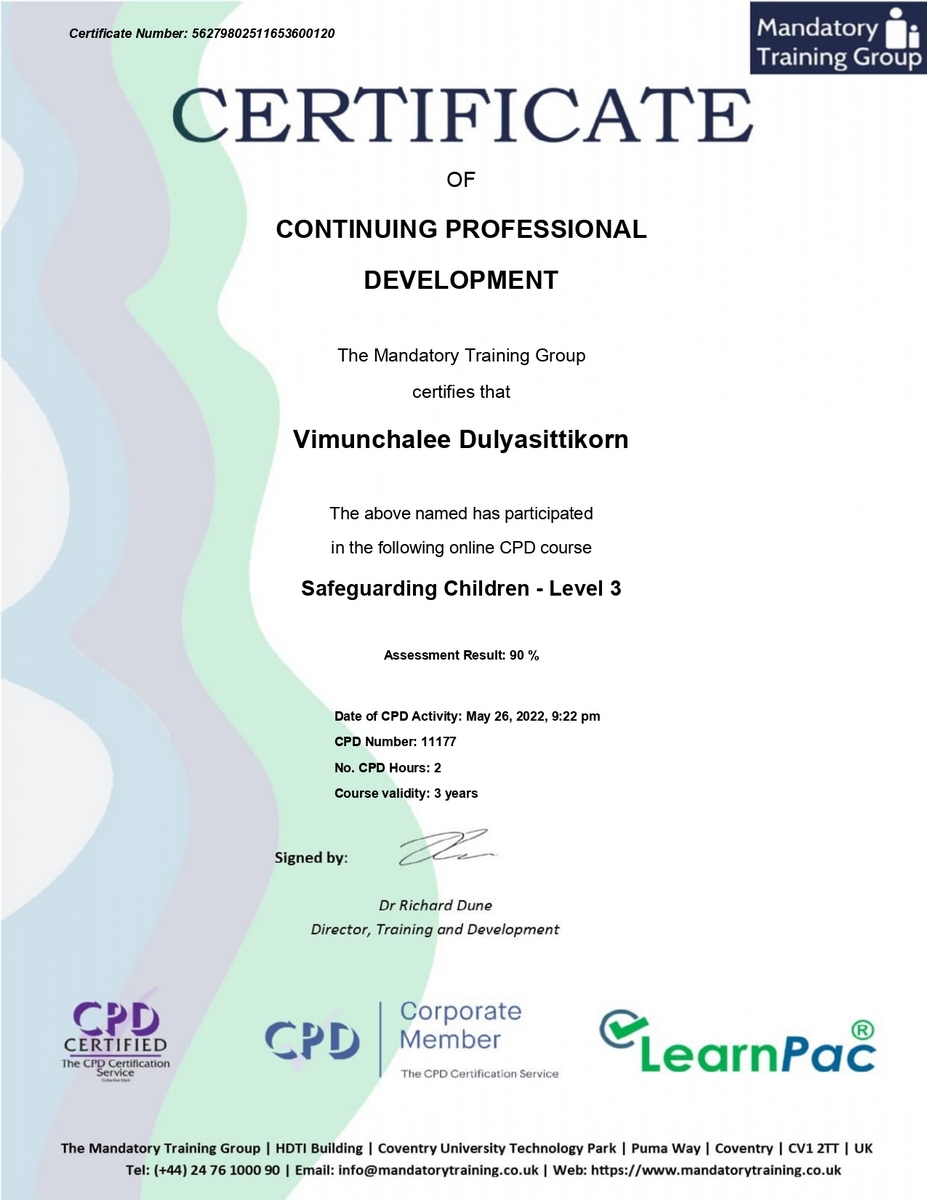 Certificate Number: 56279802511653600120
Mandatory
Training Group
CERTIFICATE
OF
CONTINUING PROFESSIONAL
DEVELOPMENT
The Mandatory Training Group
certifies that
Vimunchalee Dulyasittikorn
The above named has participated
in the following online CPD course
Safeguarding Children - Level 3
Assessment Result: 90 %
Date of CPD Activity: May 26, 2022, 9:22 pm
CPD Number: 11177
No. CPD Hours: 2
Course validity: 3 years
Signed by:
Dr Richard Dune
Director, Training and Development
CPD
CERTIFIED
The CPD Certification
Service
Collective Mark
CPD
Corporate
Member
The CPD Certification Service
LearnPac®
The Mandatory Training Group | HDTI Building | Coventry University Technology Park | Puma Way | Coventry | CV1 2TT | UK
Tel: (+44) 24 76 1000 90 | Email: info@mandatorytraining.co.uk | Web: https://www.mandatorytraining.co.uk